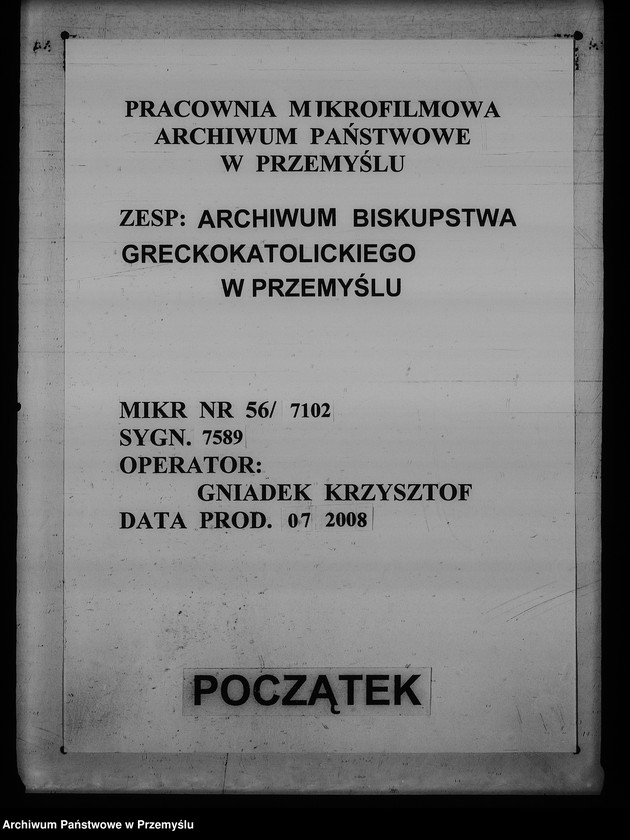 PRACOWNIA MIKROFILMOWA
ARCHIWUM PAŃSTWOWE
W PRZEMYŚLU
ZESP: ARCHIWUM BISKUPSTWA
GRECKOKATOLICKIEGO
W PRZEMYŚLU
MIKR NR 56/ 7102
SYGN. 7589
OPERATOR:
GNIADEK KRZYSZTOF
DATA PROD. 07 2008
POCZĄTEK
Archiwum Państwowe w Przemyślu